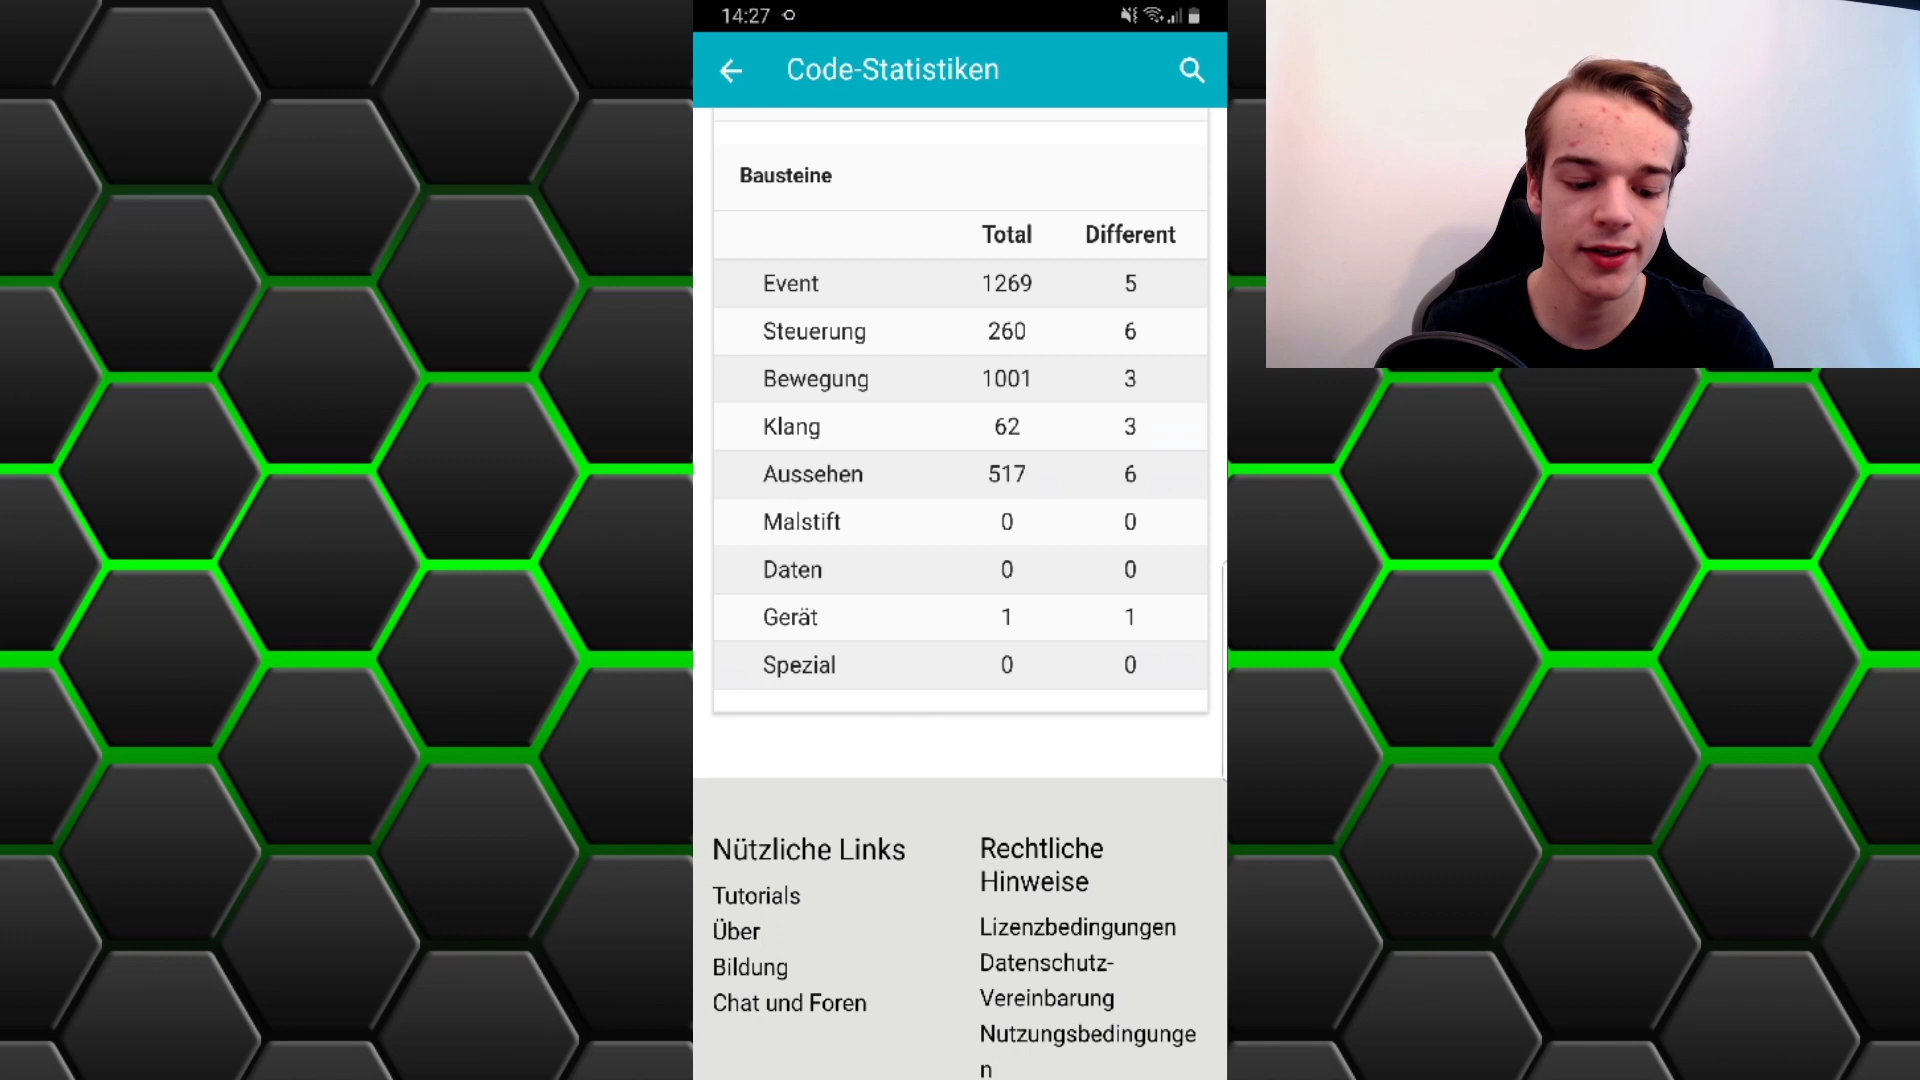 14:27
Code-Statistiken
Bausteine
Total Different
Event 1269 5
Steuerung 260 6
Bewegung 1001 3
Klang 62 3
Aussehen 517 6
Malstift 0 0
Daten 0 0
Gerät 1 1
Spezial 0 0
Nützliche Links
Tutorials
Über
Bildung
Chat und Foren
Rechtliche
Hinweise
Lizenzbedingungen
Datenschutz-
Vereinbarung
Nutzungsbedingunge
n